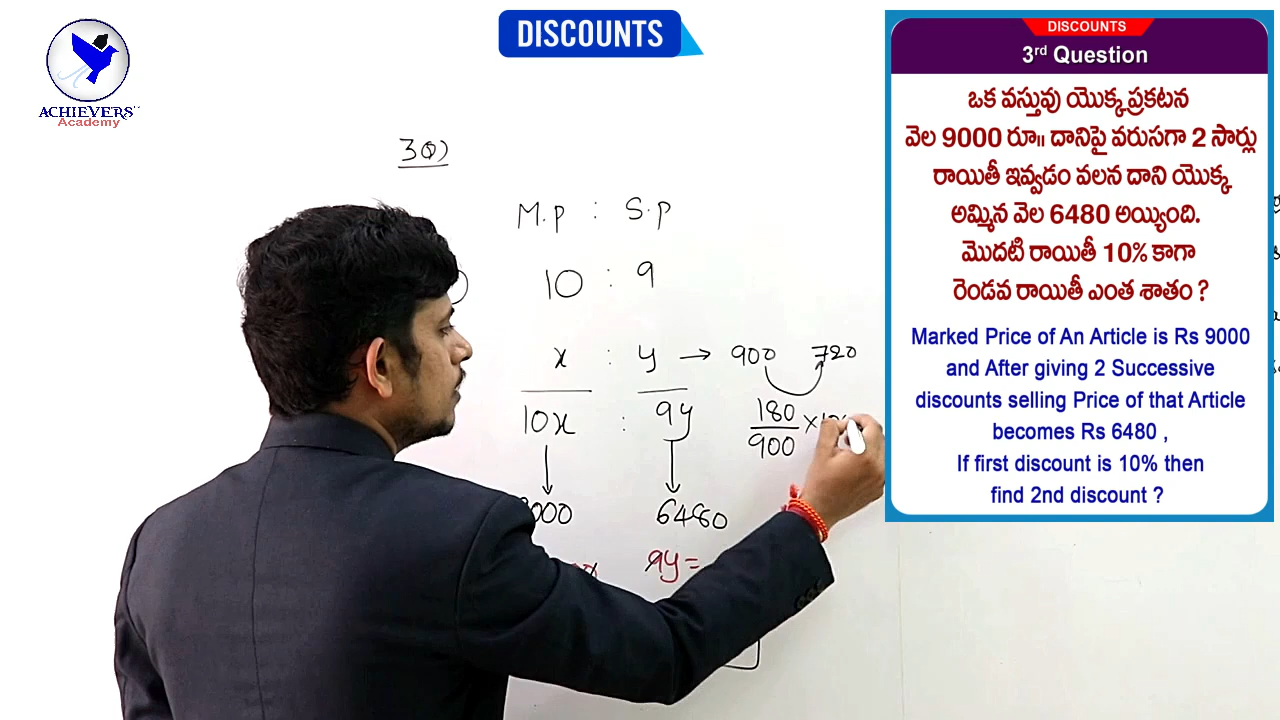 DISCOUNTS
ACHIEVERS
Academy
DISCOUNTS
3rd Question
ఒక వస్తువు యొక్క ప్రకటన
వెల 9000 రూ॥ దానిపై వరుసగా 2 సార్లు
రాయితీ ఇవ్వడం వలన దాని యొక్క
అమ్మిన వెల 6480 అయ్యింది.
మొదటి రాయితీ 10% కాగా
రెండవ రాయితీ ఎంత శాతం ?
Marked Price of An Article is Rs 9000
and After giving 2 Successive
discounts selling Price of that Article
becomes Rs 6480 ,
If first discount is 10% then
find 2nd discount ?
3Q)
M.P : S.P
10 : 9
x : y → 900 720
10x : 9y 180
900 ×
6480
9y =